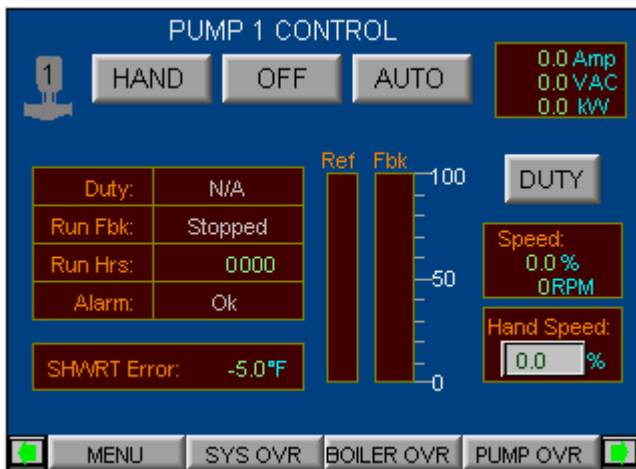 PUMP 1 CONTROL
1
HAND OFF AUTO
0.0 Amp
0.0 VAC
0.0 kW
Ref Fbk
100
50
0
DUTY
Duty: N/A
Run Fbk: Stopped
Run Hrs: 0000
Alarm: Ok
Speed:
0.0 %
0RPM
Hand Speed:
0.0 %
SHWRT Error: -5.0°F
MENU SYS OVR BOILER OVR PUMP OVR